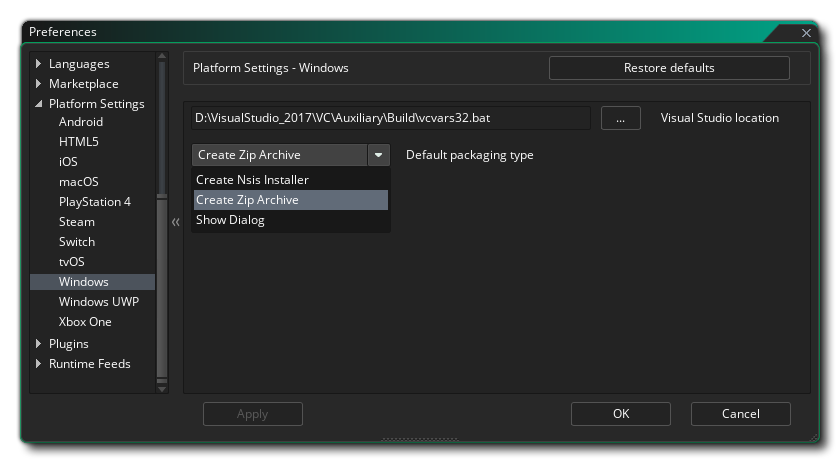 Preferences
Languages
Marketplace
Platform Settings
Android
HTML5
iOS
macOS
PlayStation 4
Steam
Switch
tvOS
Windows
Windows UWP
Xbox One
Plugins
Runtime Feeds
Platform Settings - Windows
Restore defaults
D:\VisualStudio_2017\VC\Auxiliary\Build\vcvars32.bat
...
Visual Studio location
Create Zip Archive
Default packaging type
Create Nsis Installer
Create Zip Archive
Show Dialog
Apply
OK
Cancel